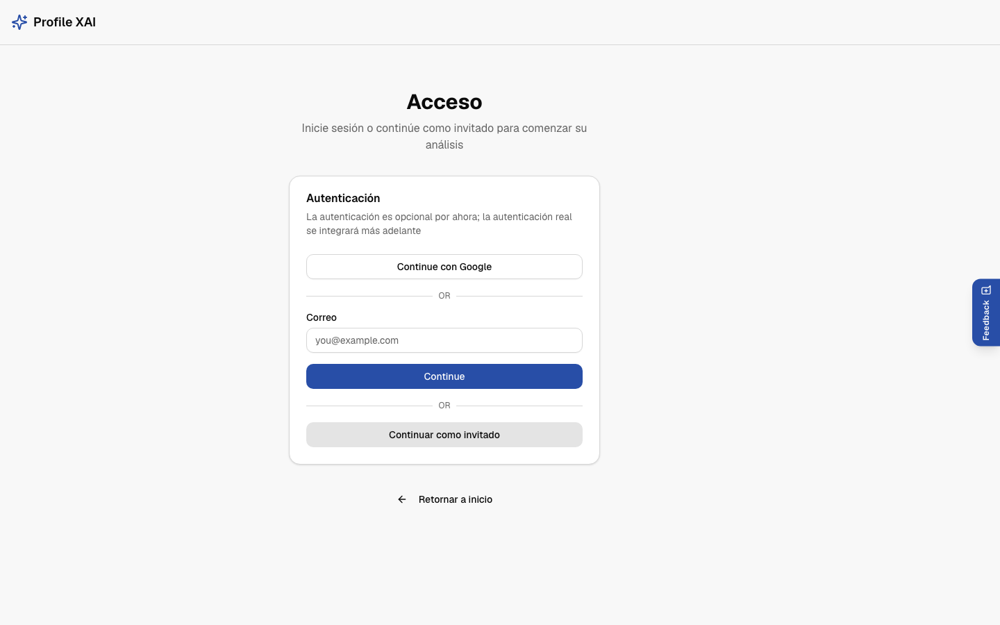 Profile XAI
Acceso
Inicie sesión o continúe como invitado para comenzar su
análisis
Autenticación
La autenticación es opcional por ahora; la autenticación real
se integrará más adelante
Continue con Google
OR
Correo
you@example.com
Continue
OR
Continuar como invitado
Retornar a inicio
Feedback